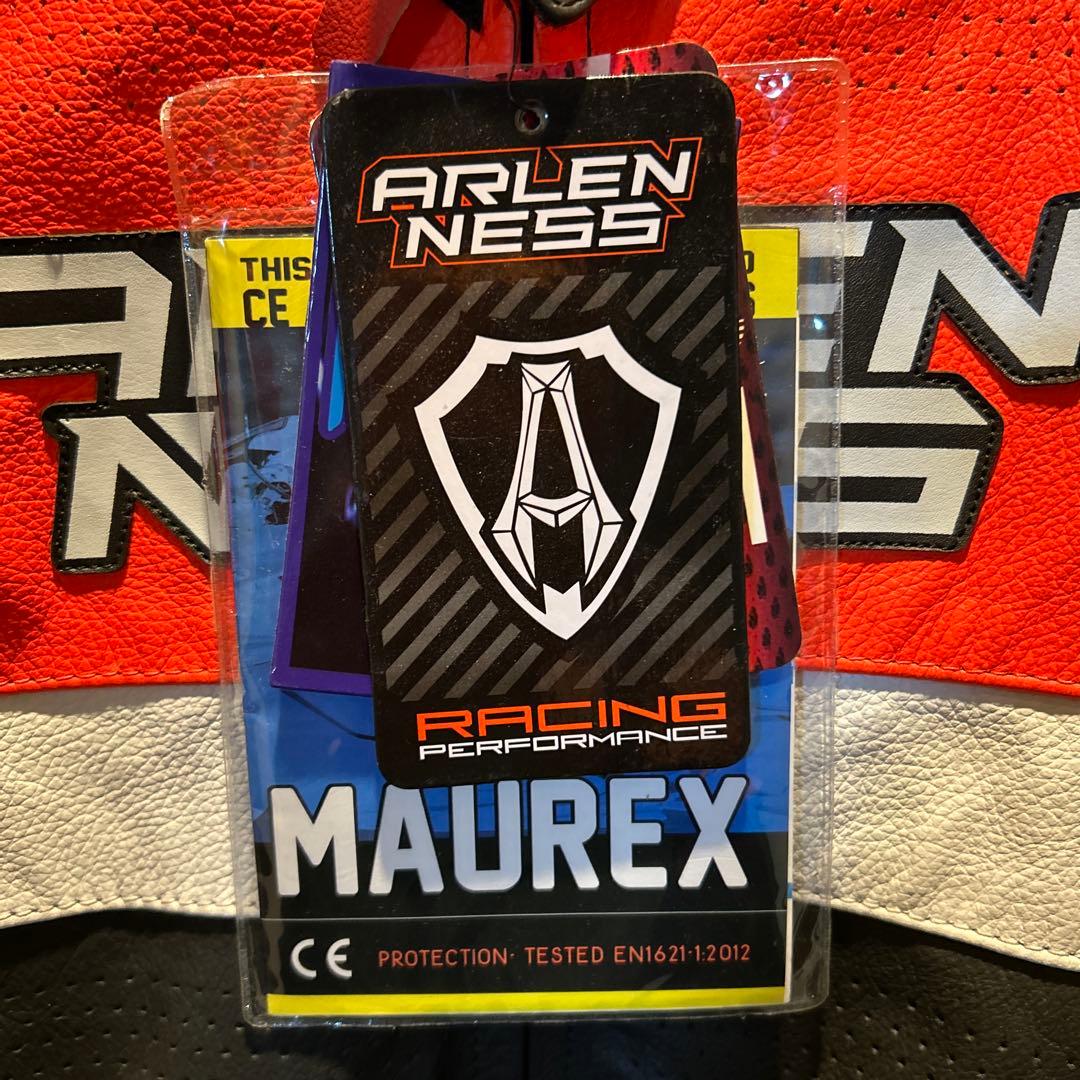 ARLEN
NESS
THIS
CE
RACING
PERFORMANCE
MAUREX
CE PROTECTION· TESTED EN1621-1:2012